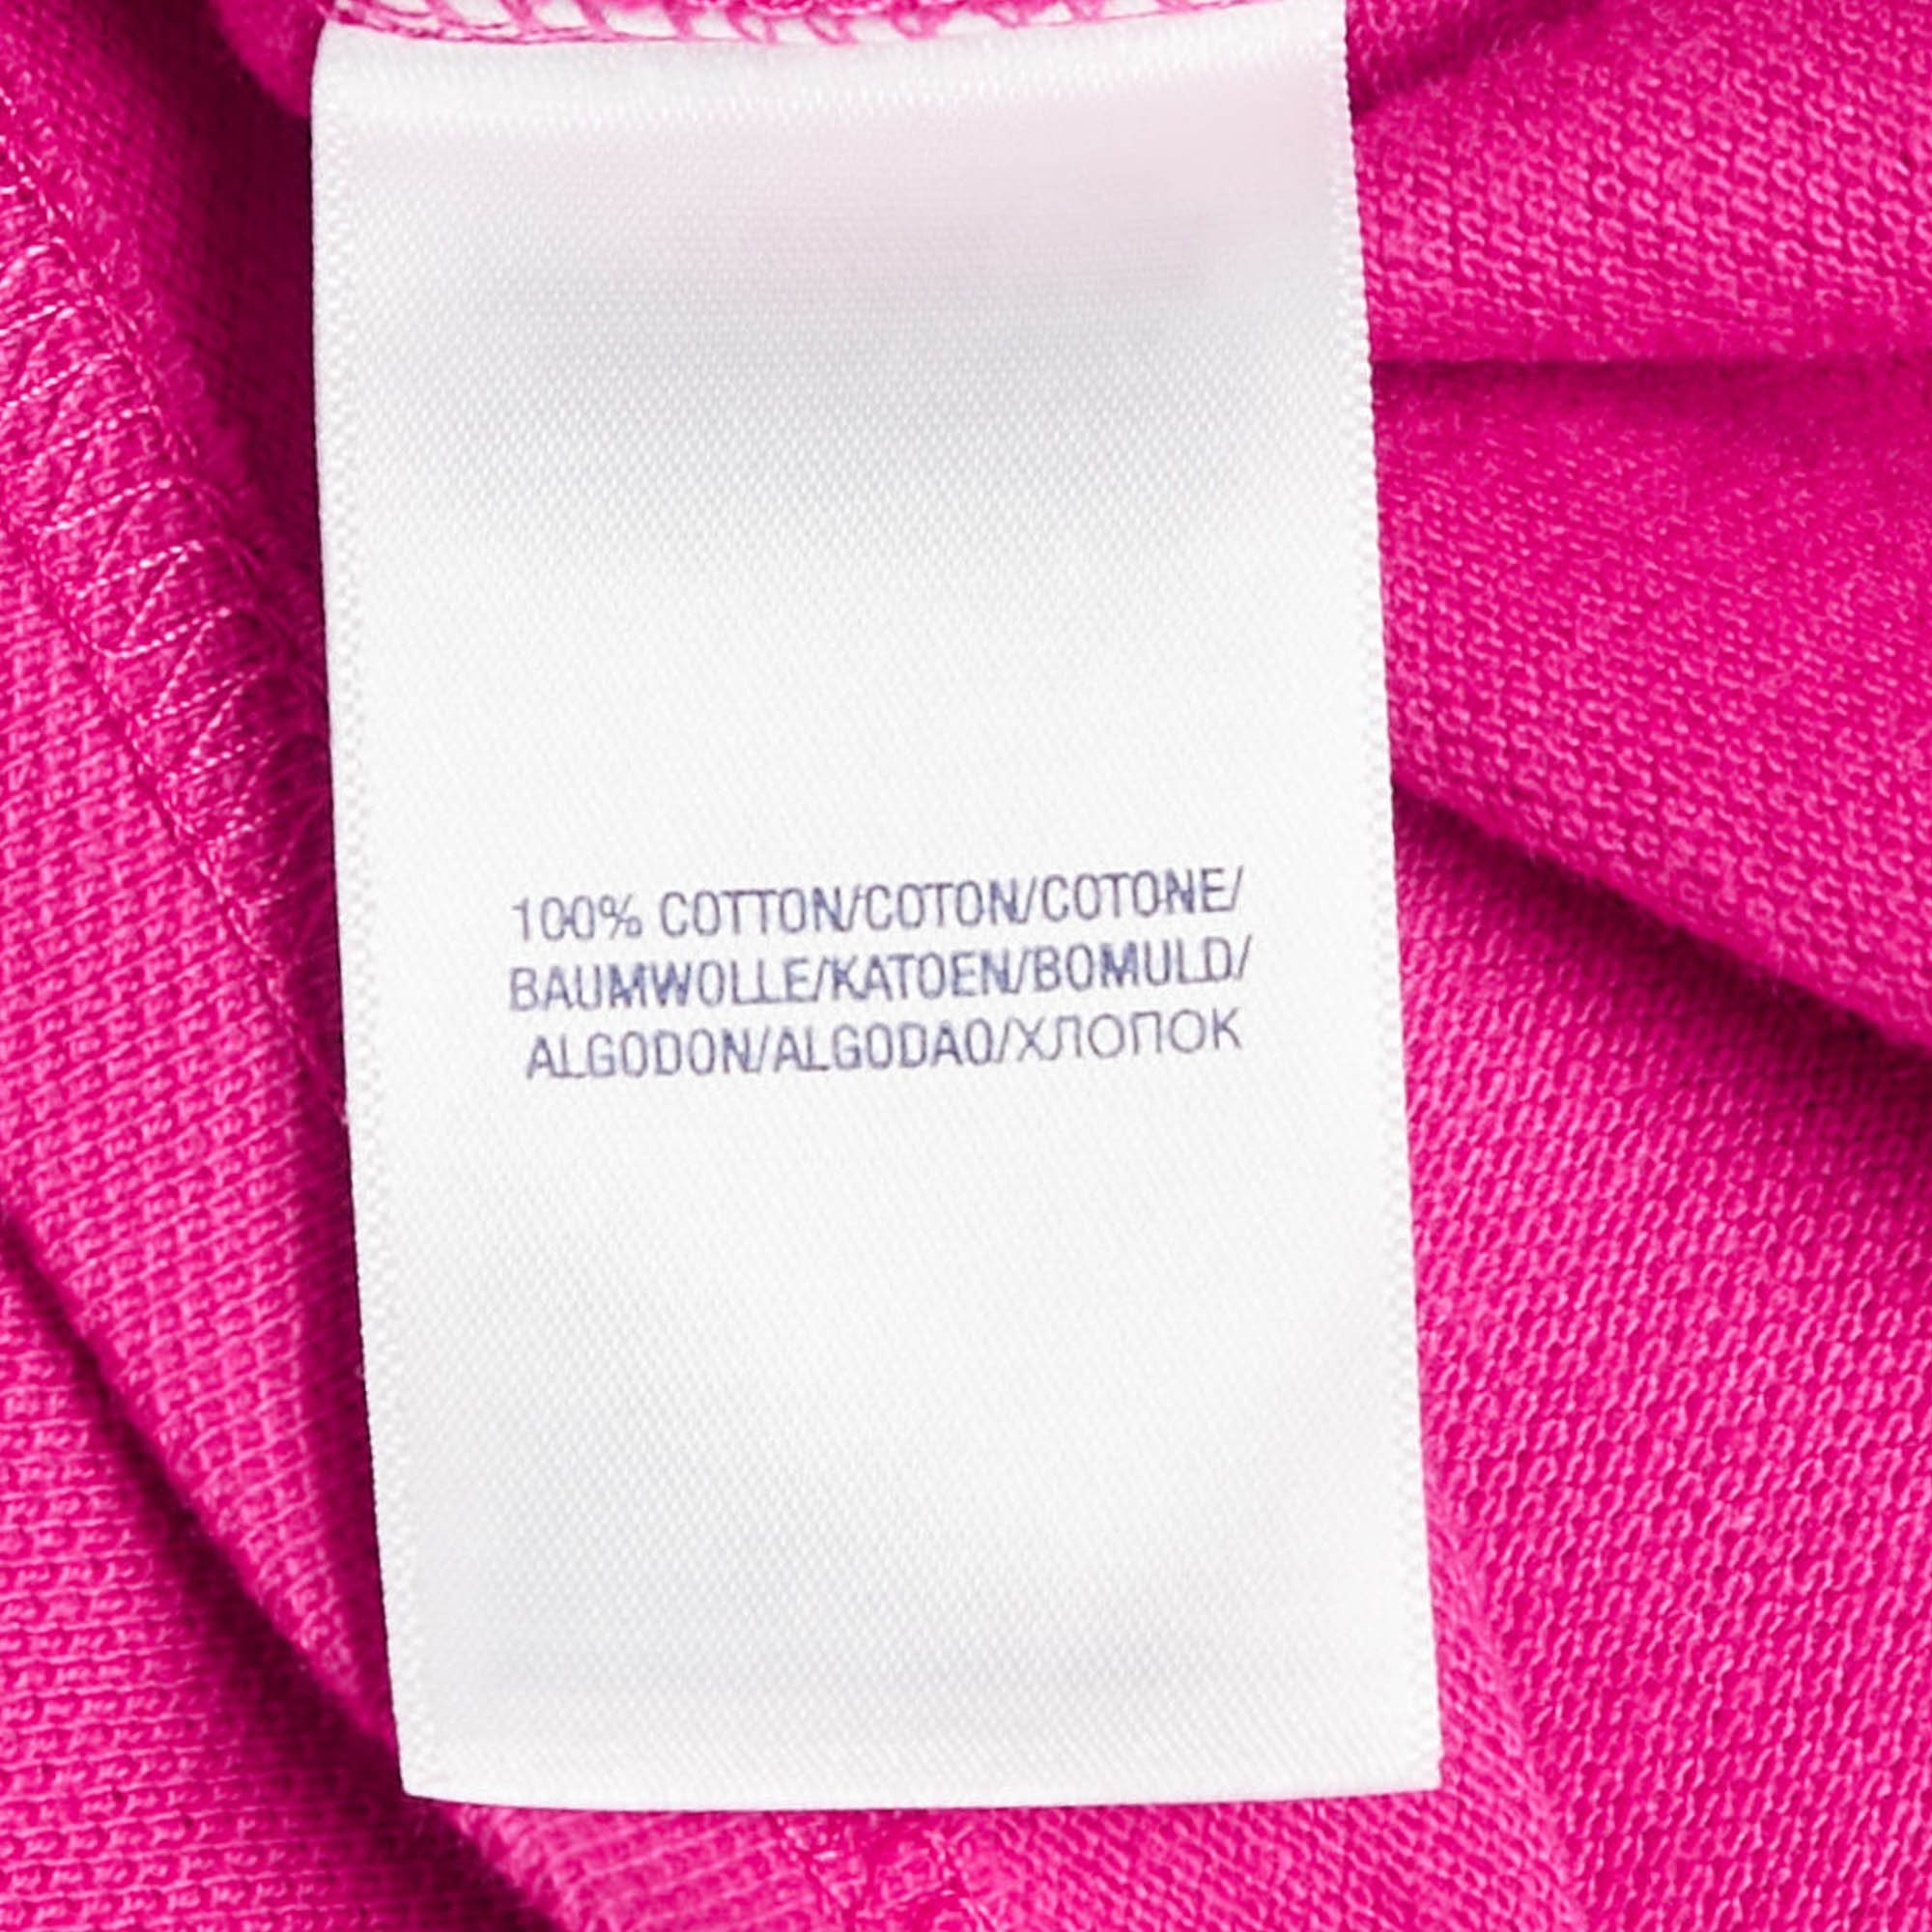 100% COTTON/COTON/COTONE/
BAUMWOLLE/KATOEN/BOMULD/
ALGODON/ALGODAO/ХЛОПОК